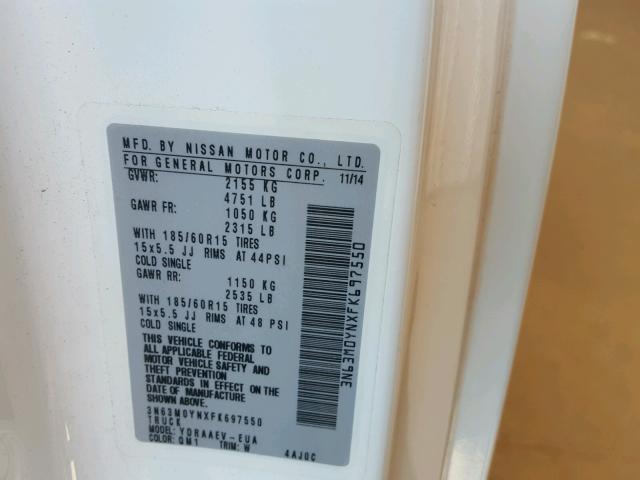 MFD. BY NISSAN MOTOR CO., LTD.
FOR GENERAL MOTORS CORP. 11/14
GVWR: 2155 KG
4751 LB
GAWR FR: 1050 KG
2315 LB
WITH 185/60R15 TIRES
15x5.5 JJ RIMS AT 44PSI
COLD SINGLE
GAWR RR: 1150 KG
2535 LB
WITH 185/60R15 TIRES
15x5.5 JJ RIMS AT 48 PSI
COLD SINGLE
THIS VEHICLE CONFORMS TO
ALL APPLICABLE FEDERAL
MOTOR VEHICLE SAFETY AND
THEFT PREVENTION
STANDARDS IN EFFECT ON THE
DATE OF MANUFACTURE
SHOWN ABOVE.
3N63M0YNXFK697550
TRUCK
MODEL: YDRAAEV-EUA
COLOR: QM1 TRIM: W 4AJ0C
3N63M0YNXFK697550